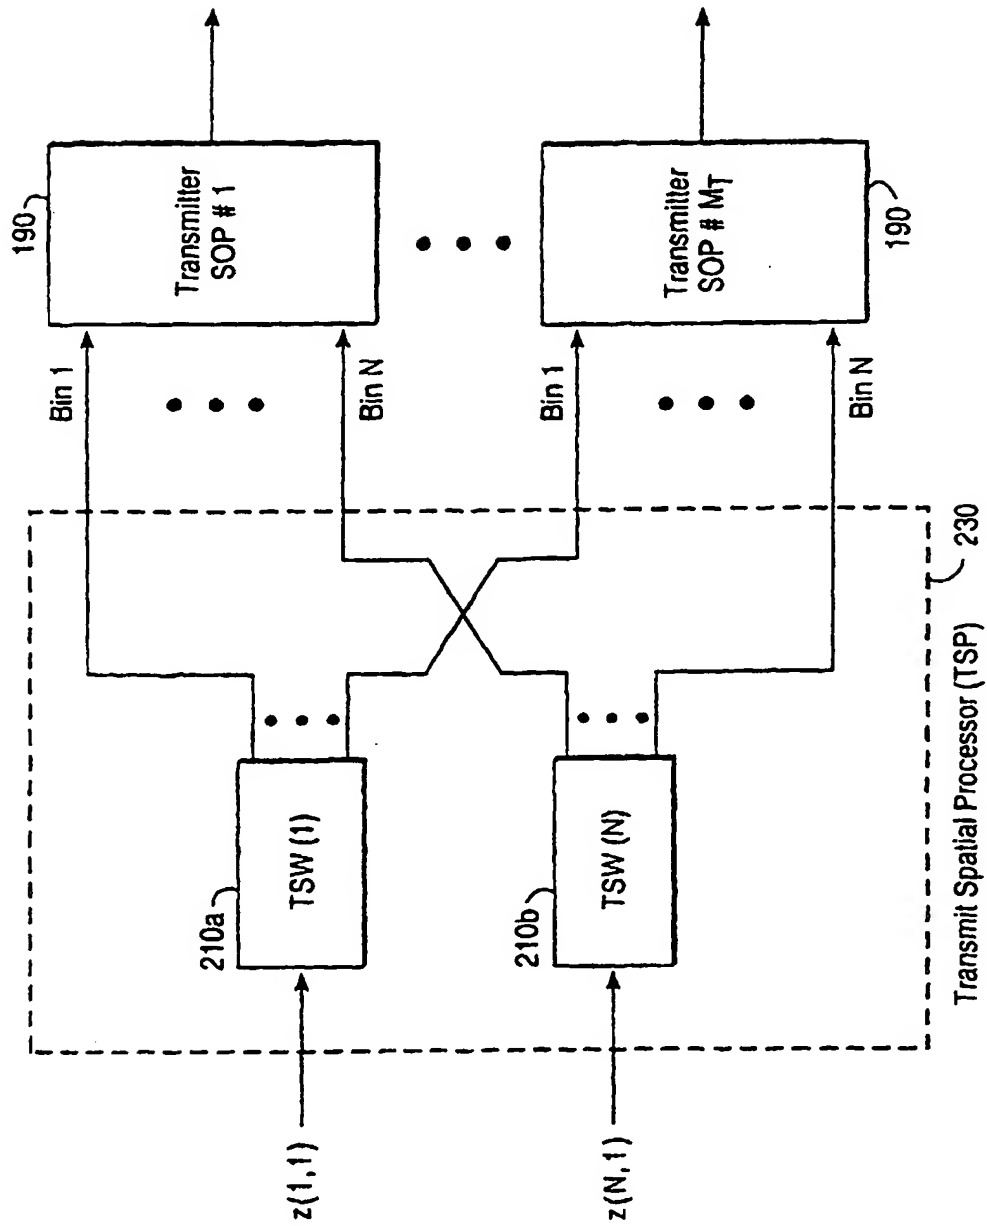 190
Transmitter
SOP # 1
Bin 1
Bin N
Transmitter
SOP # MT
190
Bin 1
Bin N
210a
TSW (1)
210b
TSW (N)
z(1,1)
z(N,1)
230
Transmit Spatial Processor (TSP)